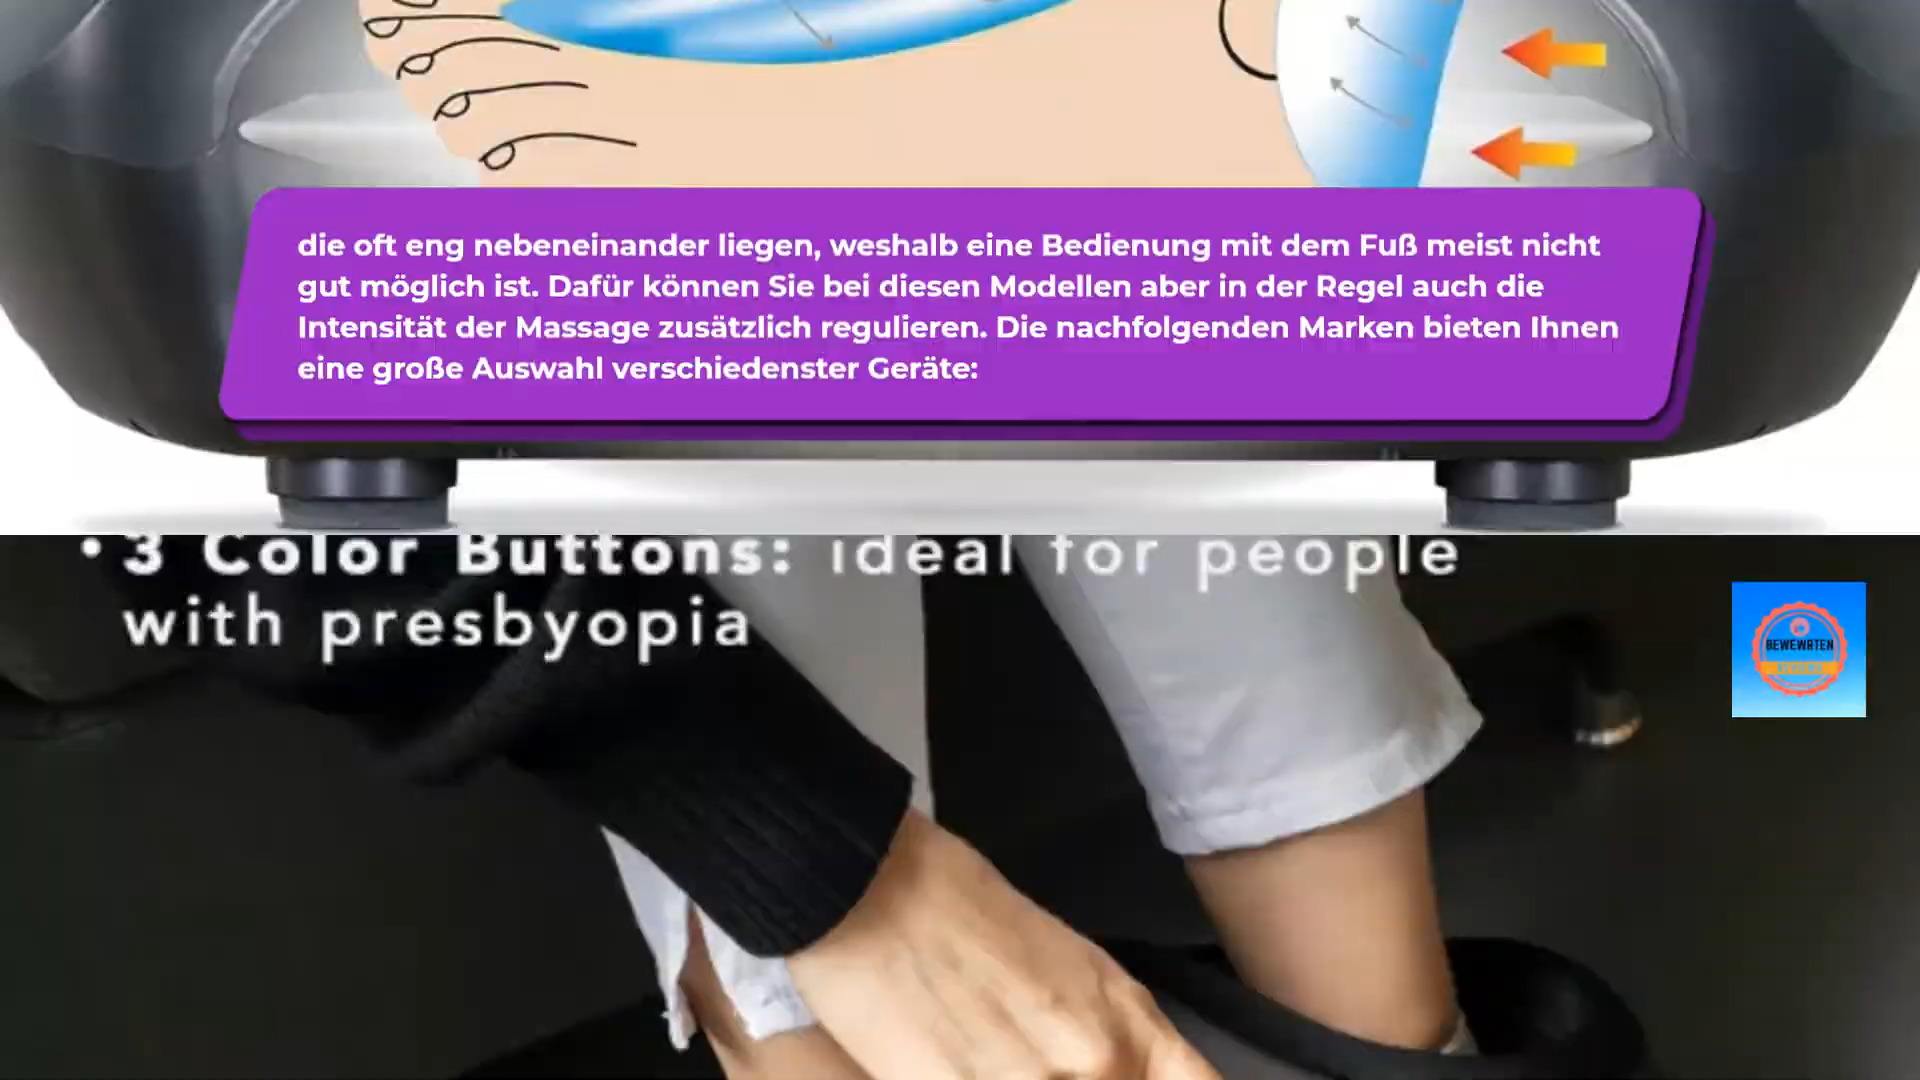 die oft eng nebeneinander liegen, weshalb eine Bedienung mit dem Fuß meist nicht
gut möglich ist. Dafür können Sie bei diesen Modellen aber in der Regel auch die
Intensität der Massage zusätzlich regulieren. Die nachfolgenden Marken bieten Ihnen
eine große Auswahl verschiedenster Geräte:
• 3 Color Buttons: ideal for people
with presbyopia
BEWEWRTEN